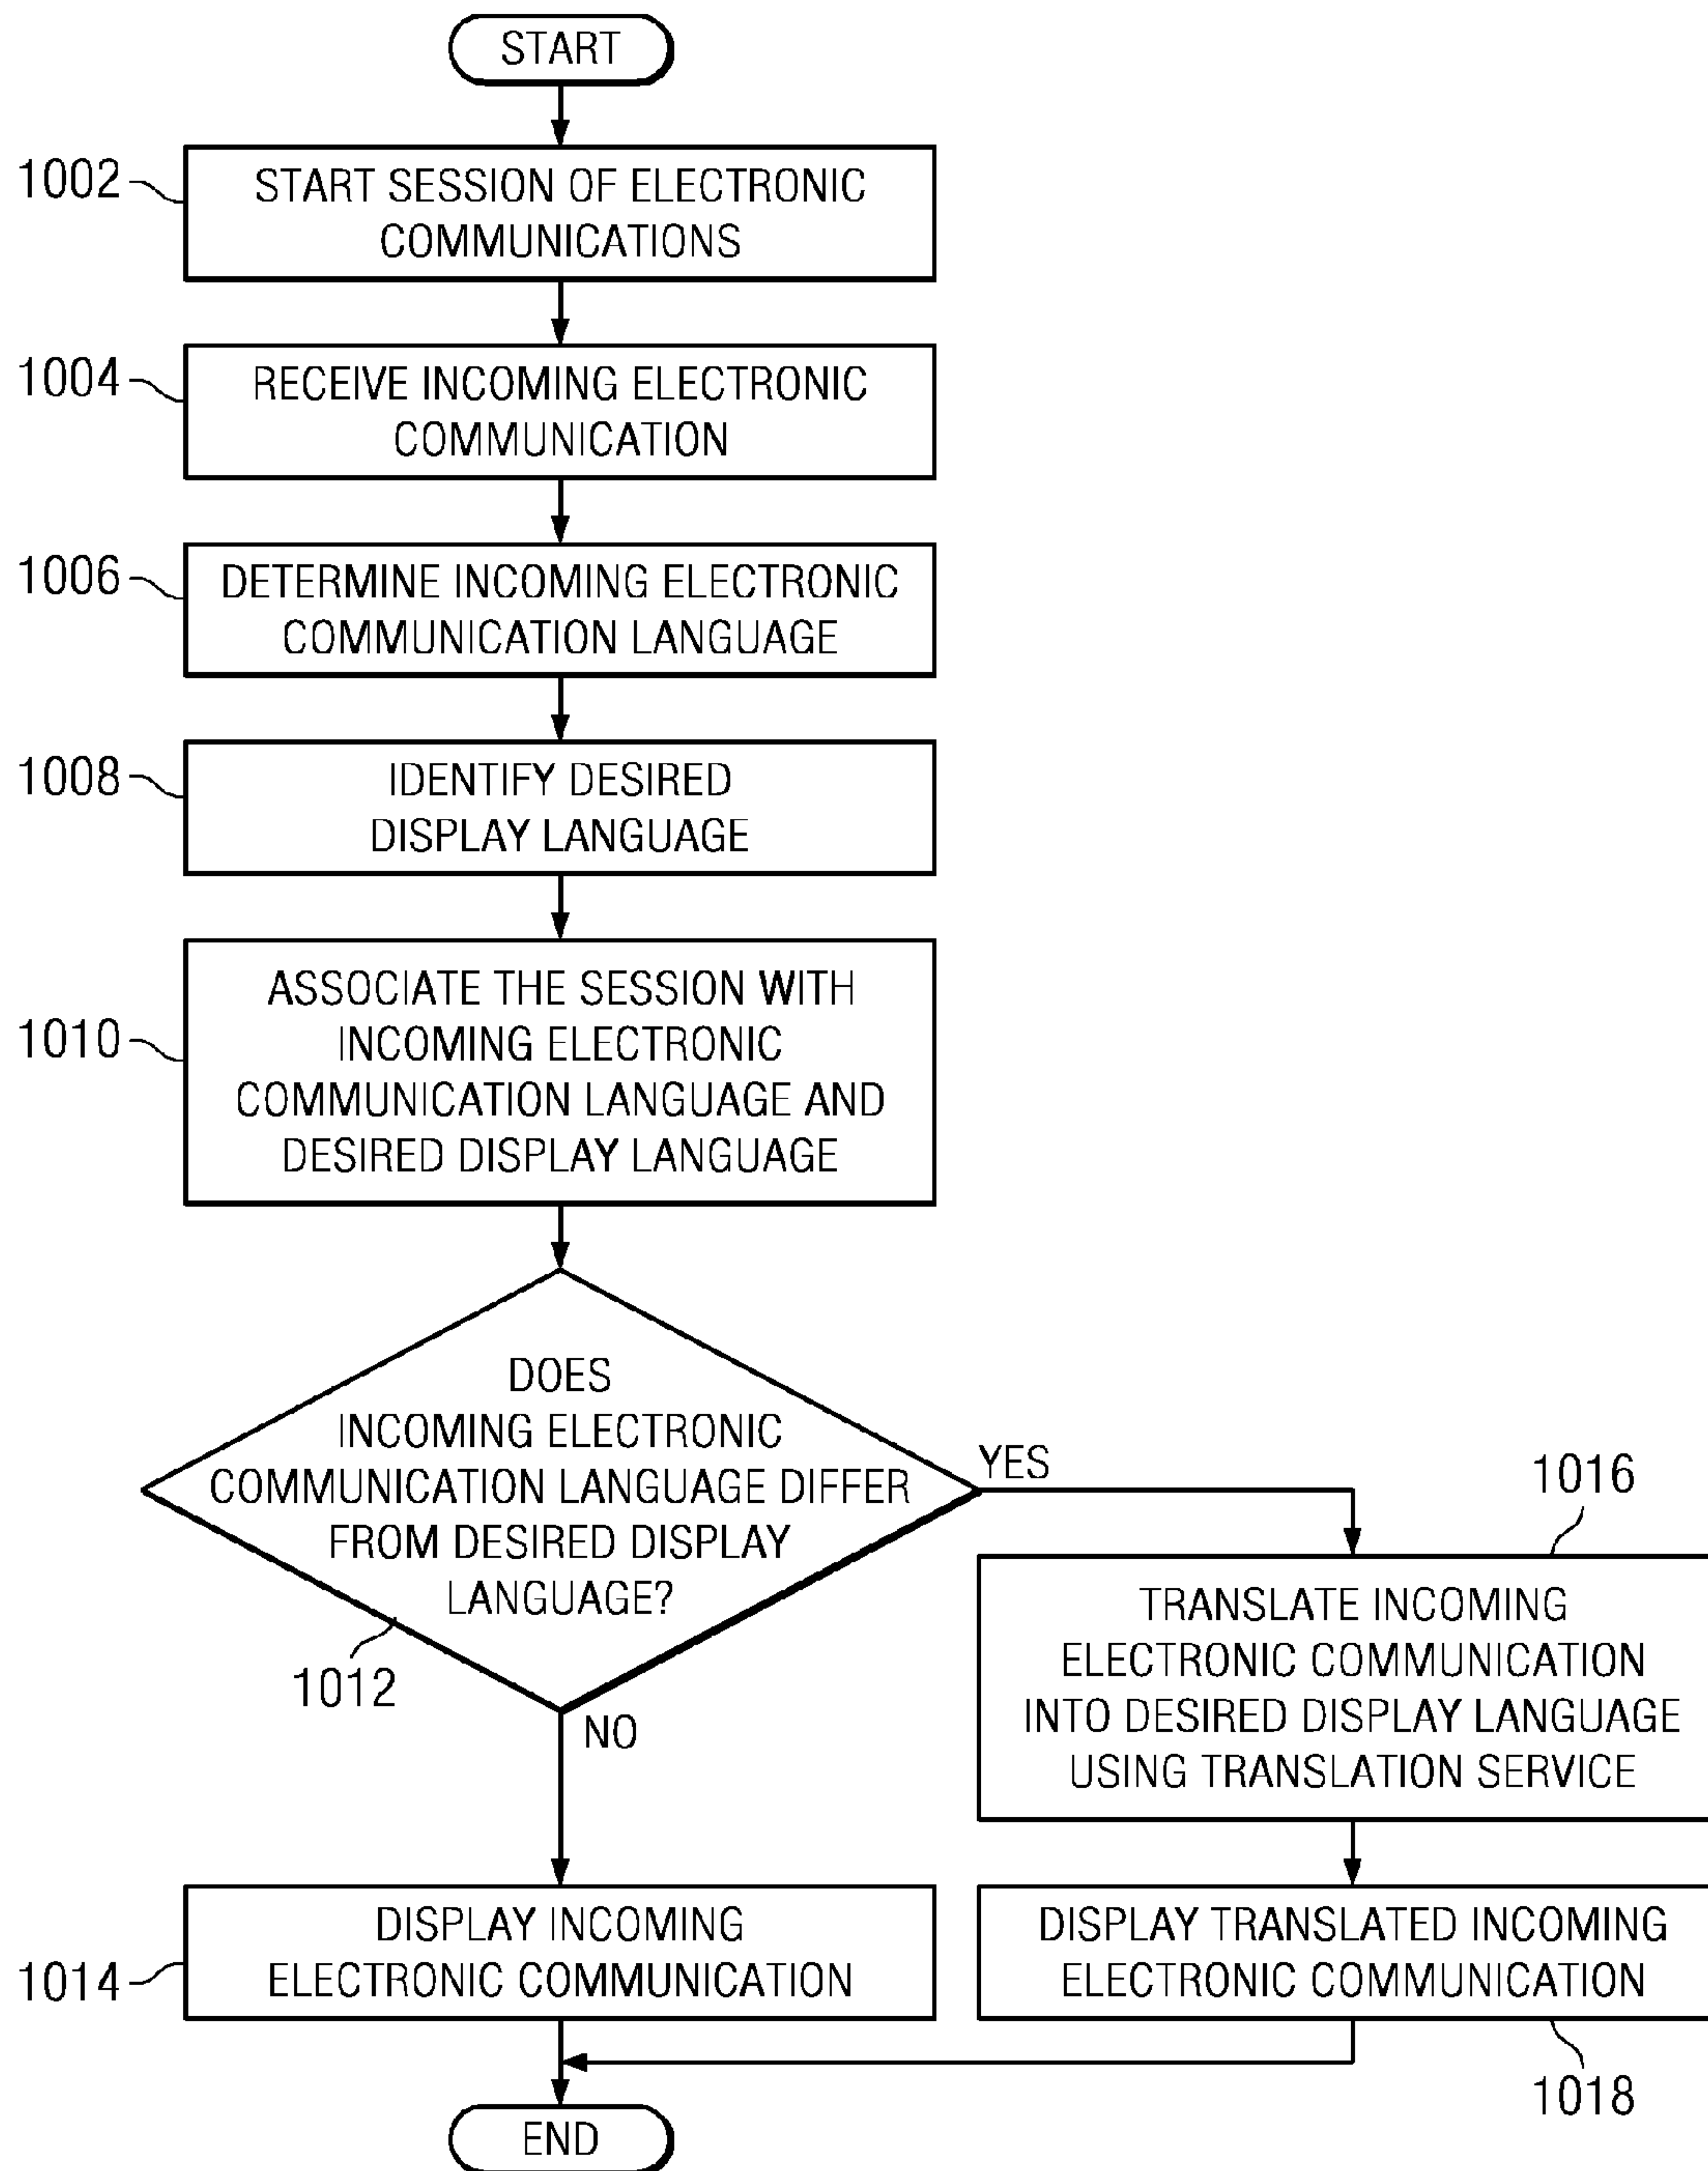 START
1002
START SESSION OF ELECTRONIC
COMMUNICATIONS
1004
RECEIVE INCOMING ELECTRONIC
COMMUNICATION
1006
DETERMINE INCOMING ELECTRONIC
COMMUNICATION LANGUAGE
1008
IDENTIFY DESIRED
DISPLAY LANGUAGE
1010
ASSOCIATE THE SESSION WITH
INCOMING ELECTRONIC
COMMUNICATION LANGUAGE AND
DESIRED DISPLAY LANGUAGE
DOES
INCOMING ELECTRONIC
COMMUNICATION LANGUAGE DIFFER
FROM DESIRED DISPLAY
LANGUAGE?
1012
YES
NO
1016
TRANSLATE INCOMING
ELECTRONIC COMMUNICATION
INTO DESIRED DISPLAY LANGUAGE
USING TRANSLATION SERVICE
1014
DISPLAY INCOMING
ELECTRONIC COMMUNICATION
DISPLAY TRANSLATED INCOMING
ELECTRONIC COMMUNICATION
1018
END